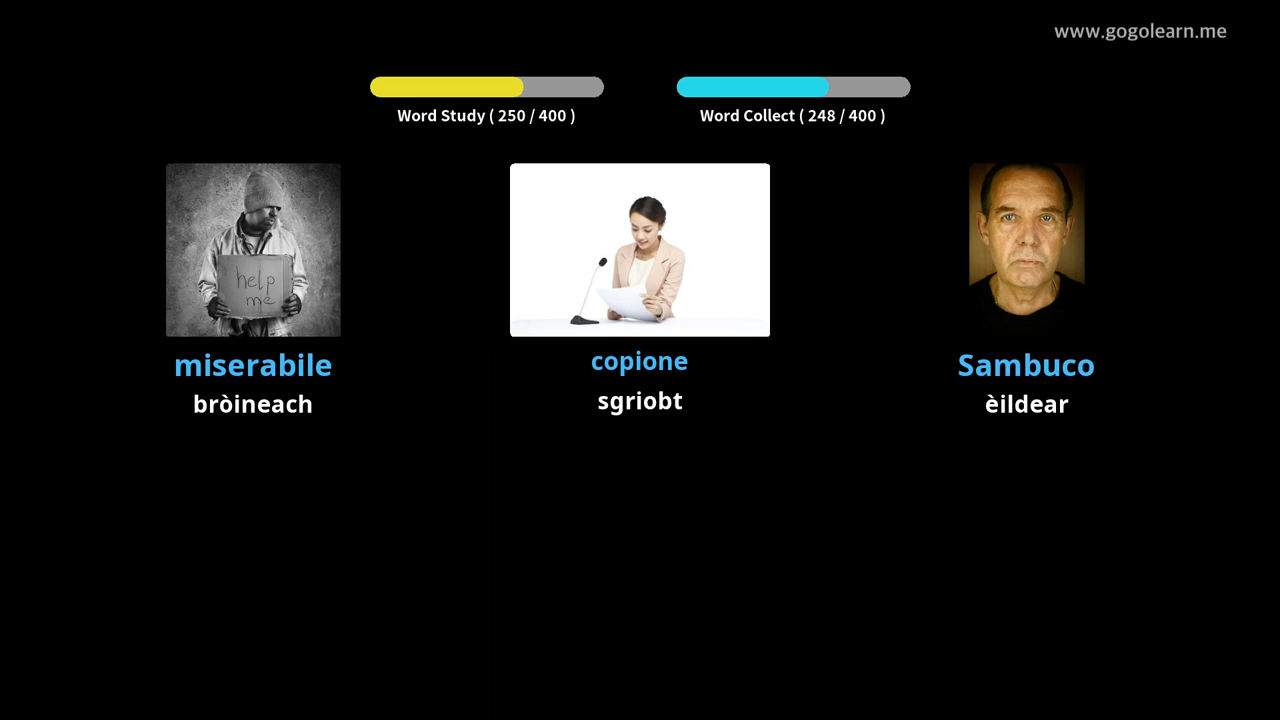 www.gogolearn.me
Word Study ( 250 / 400 )
Word Collect ( 248 / 400 )
help
me
miserabile
bròineach
copione
sgriobt
Sambuco
èildear